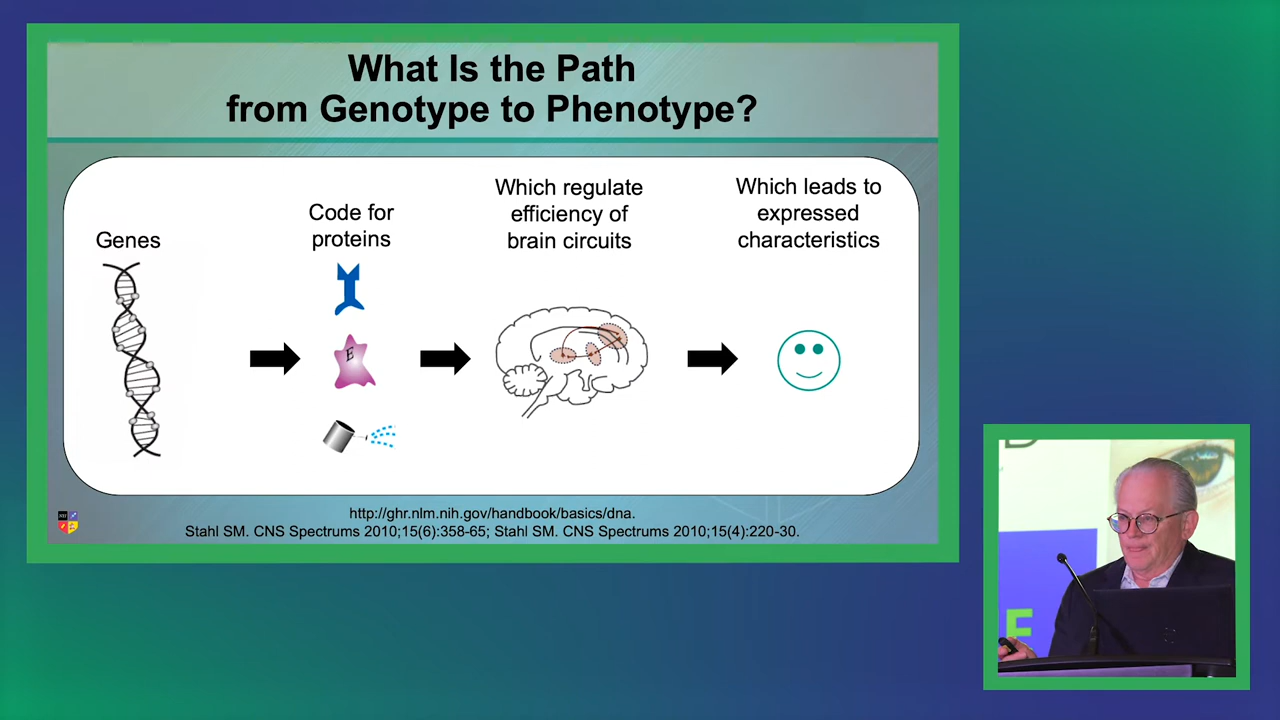 What Is the Path
from Genotype to Phenotype?
Genes
Code for
proteins
Which regulate
efficiency of
brain circuits
Which leads to
expressed
characteristics
E
http://ghr.nlm.nih.gov/handbook/basics/dna.
Stahl SM. CNS Spectrums 2010;15(6):358-65; Stahl SM. CNS Spectrums 2010;15(4):220-30.
E